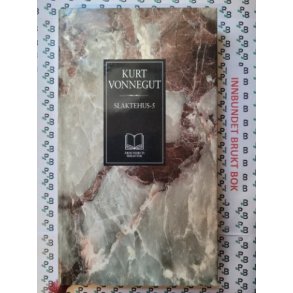 KURT
VONNEGUT
SLAKTEHUS-5
INNBUNDET BRUKT BOK